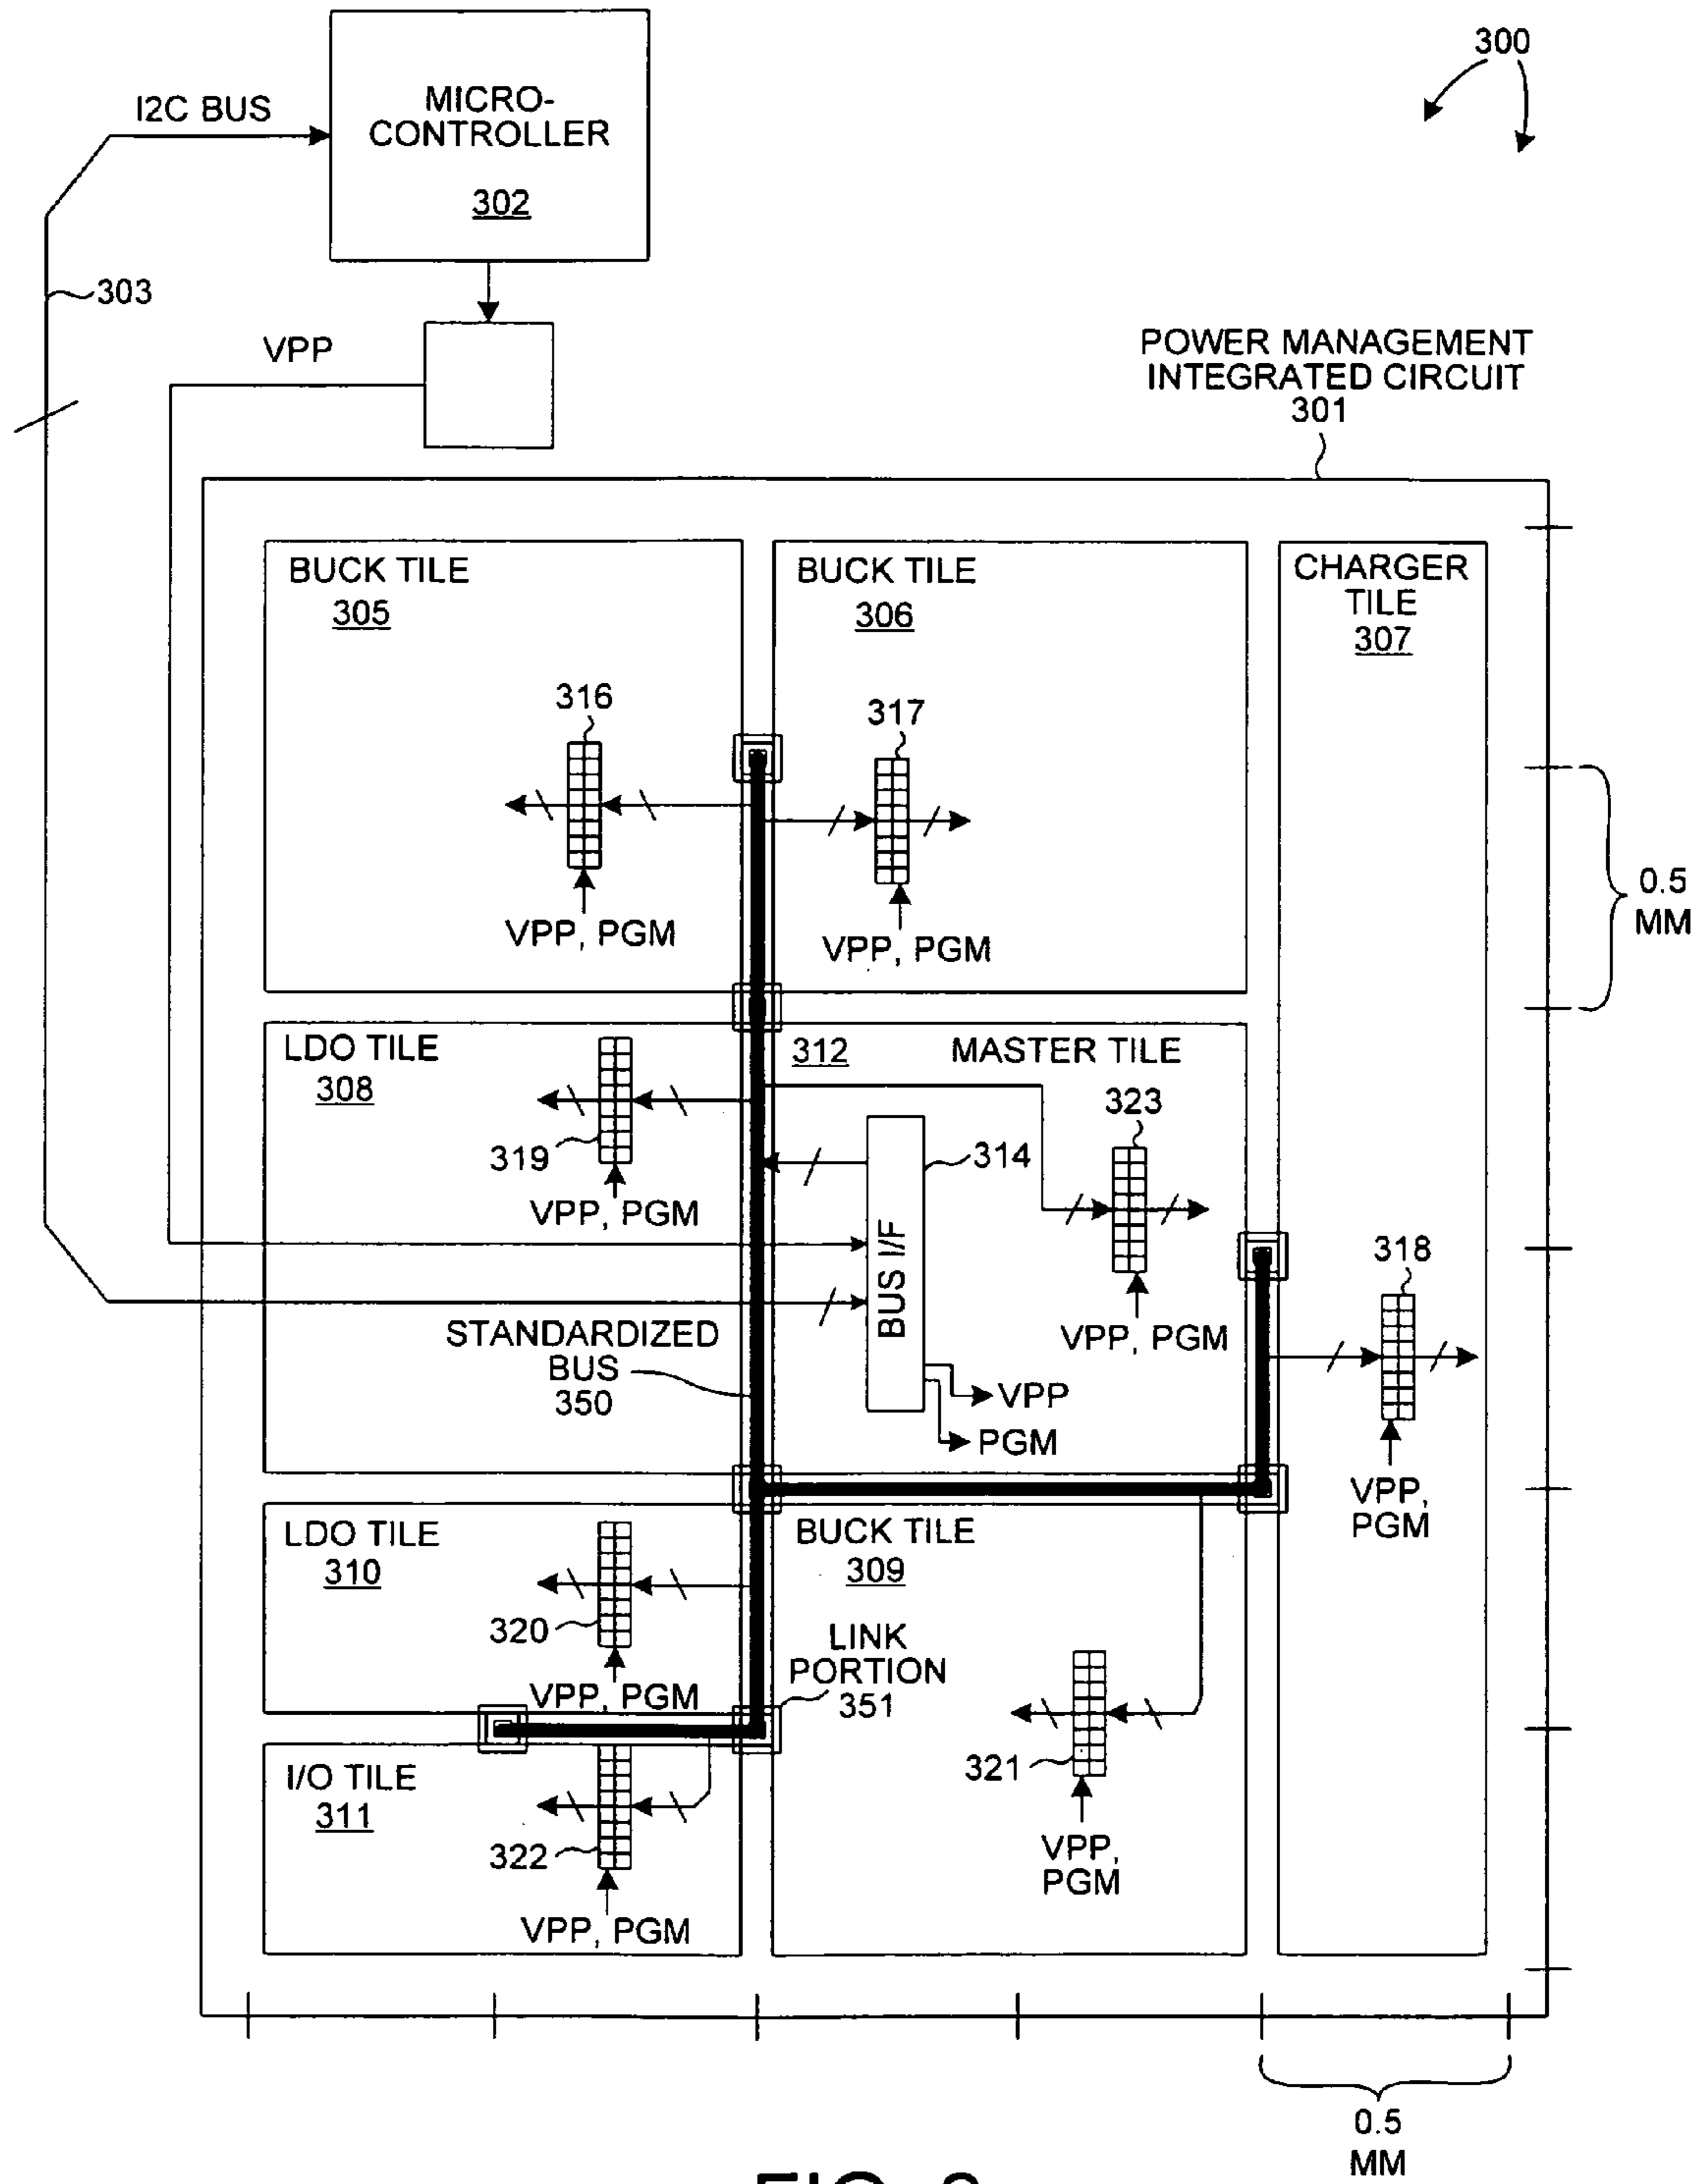 300
I2C BUS
MICRO-
CONTROLLER
302
303
VPP
POWER MANAGEMENT
INTEGRATED CIRCUIT
301
BUCK TILE
305
BUCK TILE
306
CHARGER
TILE
307
316
317
VPP, PGM
VPP, PGM
0.5
MM
LDO TILE
308
312
MASTER TILE
323
319
314
VPP, PGM
BUS I/F
318
STANDARDIZED
BUS
350
VPP, PGM
VPP
PGM
VPP,
PGM
LDO TILE
310
BUCK TILE
309
320
LINK
PORTION
351
VPP, PGM
I/O TILE
311
321
322
VPP,
PGM
VPP, PGM
0.5
MM